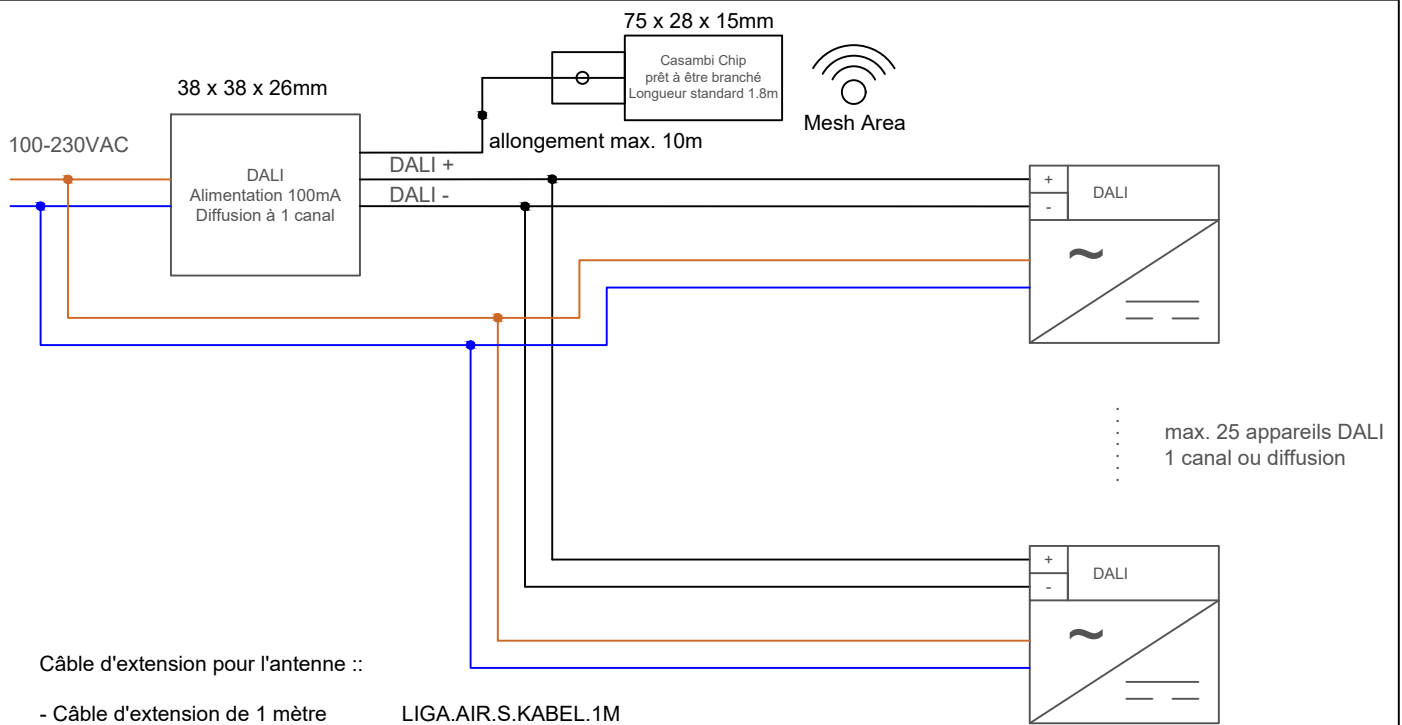 75 x 28 x 15mm
Casambi Chip
prêt à être branché
Longueur standard 1.8m
Mesh Area
38 x 38 x 26mm
100-230VAC
allongement max. 10m
DALI
Alimentation 100mA
Diffusion à 1 canal
DALI +
DALI -
+
-
DALI
~
max. 25 appareils DALI
1 canal ou diffusion
+
-
DALI
~
Câble d'extension pour l'antenne ::
- Câble d'extension de 1 mètre LIGA.AIR.S.KABEL.1M